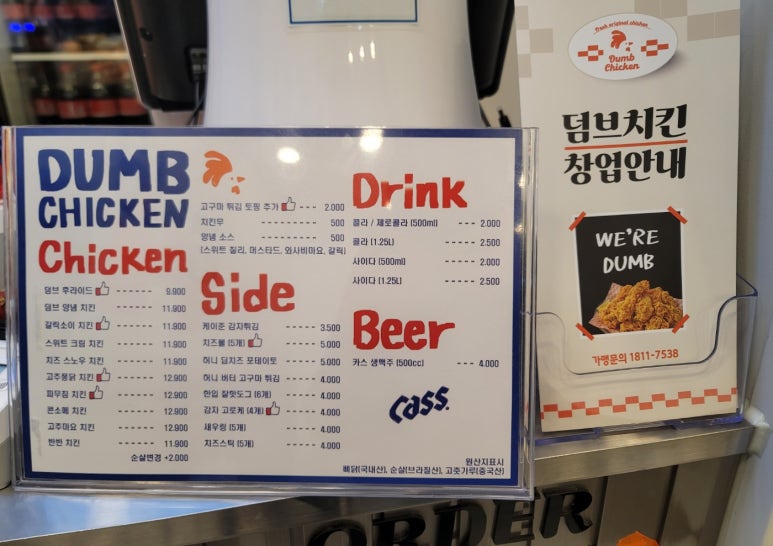 DUMB
CHICKEN
Chicken
덤브 후라이드 ------ 9.900
덤브 양념 치킨 ------ 11.900
갈릭소이 치킨 ------ 11.900
스위트 크림 치킨 ------ 11.900
치즈 스노우 치킨 ------ 11.900
고추퐁닭 치킨 ------ 12.900
파무침 치킨 ------ 12.900
콘소메 치킨 ------ 12.900
고추마요 치킨 ------ 12.900
반반 치킨 ------ 11.900
순살변경 +2.000
고구마 튀김 토핑 추가 --- 2.000
치킨무 -------- 500
양념 소스 -------- 500
(스위트 칠리, 머스타드, 와사비마요, 갈릭)
Side
케이준 감자튀김 ------ 3.500
치즈볼 (5개) ------ 5.000
허니 딥치즈 포테이토 ---- 5.000
허니 버터 고구마 튀김 ---- 4.000
한입 찰핫도그 (6개) ---- 4.000
감자 고로케 (4개) ---- 4.000
새우링 (5개) ------ 4.000
치즈스틱 (5개) ------ 4.000
Drink
콜라 / 제로콜라 (500ml) ---- 2.000
콜라 (1.25L) ---- 2.500
사이다 (500ml) ---- 2.000
사이다 (1.25L) ---- 2.500
Beer
카스 생맥주 (500cc) ---- 4.000
Cass.
원산지표시
뼈닭(국내산), 순살(브라질산), 고춧가루(중국산)
Fresh original chicken
Dumb
Chicken
덤브치킨
창업안내
WE'RE
DUMB
가맹문의 1811-7538
ORDER